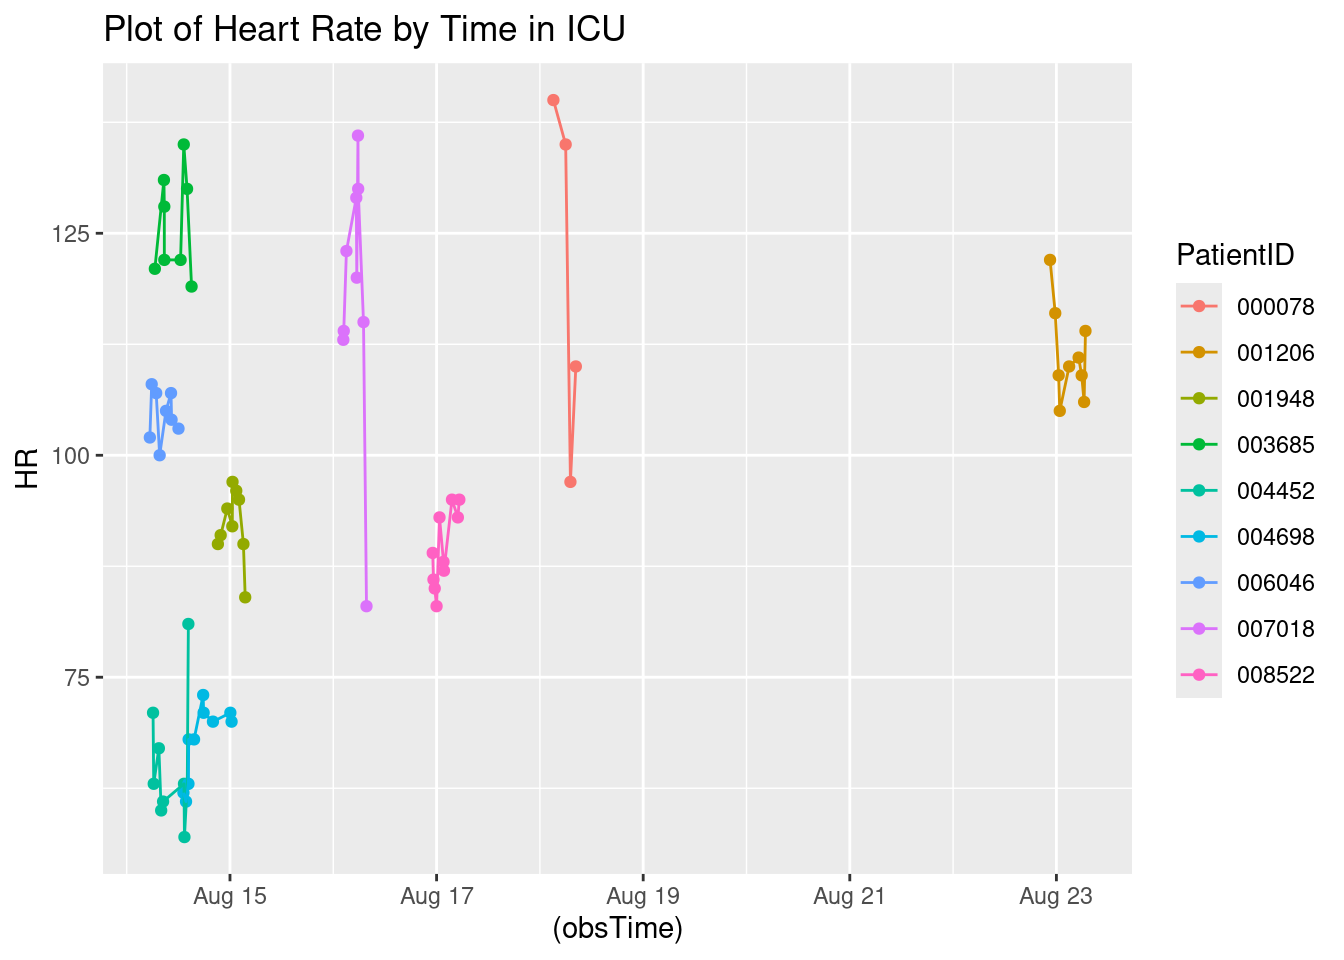 Plot of Heart Rate by Time in ICU
HR
125
100
75
Aug 15
Aug 17
Aug 19
Aug 21
Aug 23
(obsTime)
PatientID
000078
001206
001948
003685
004452
004698
006046
007018
008522